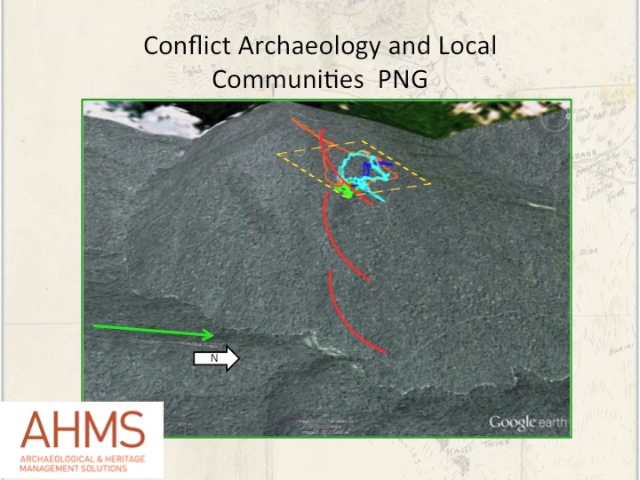 Conflict Archaeology and Local
Communities PNG
N
Google earth
AHMS
ARCHAEOLOGICAL & HERITAGE
MANAGEMENT SOLUTIONS